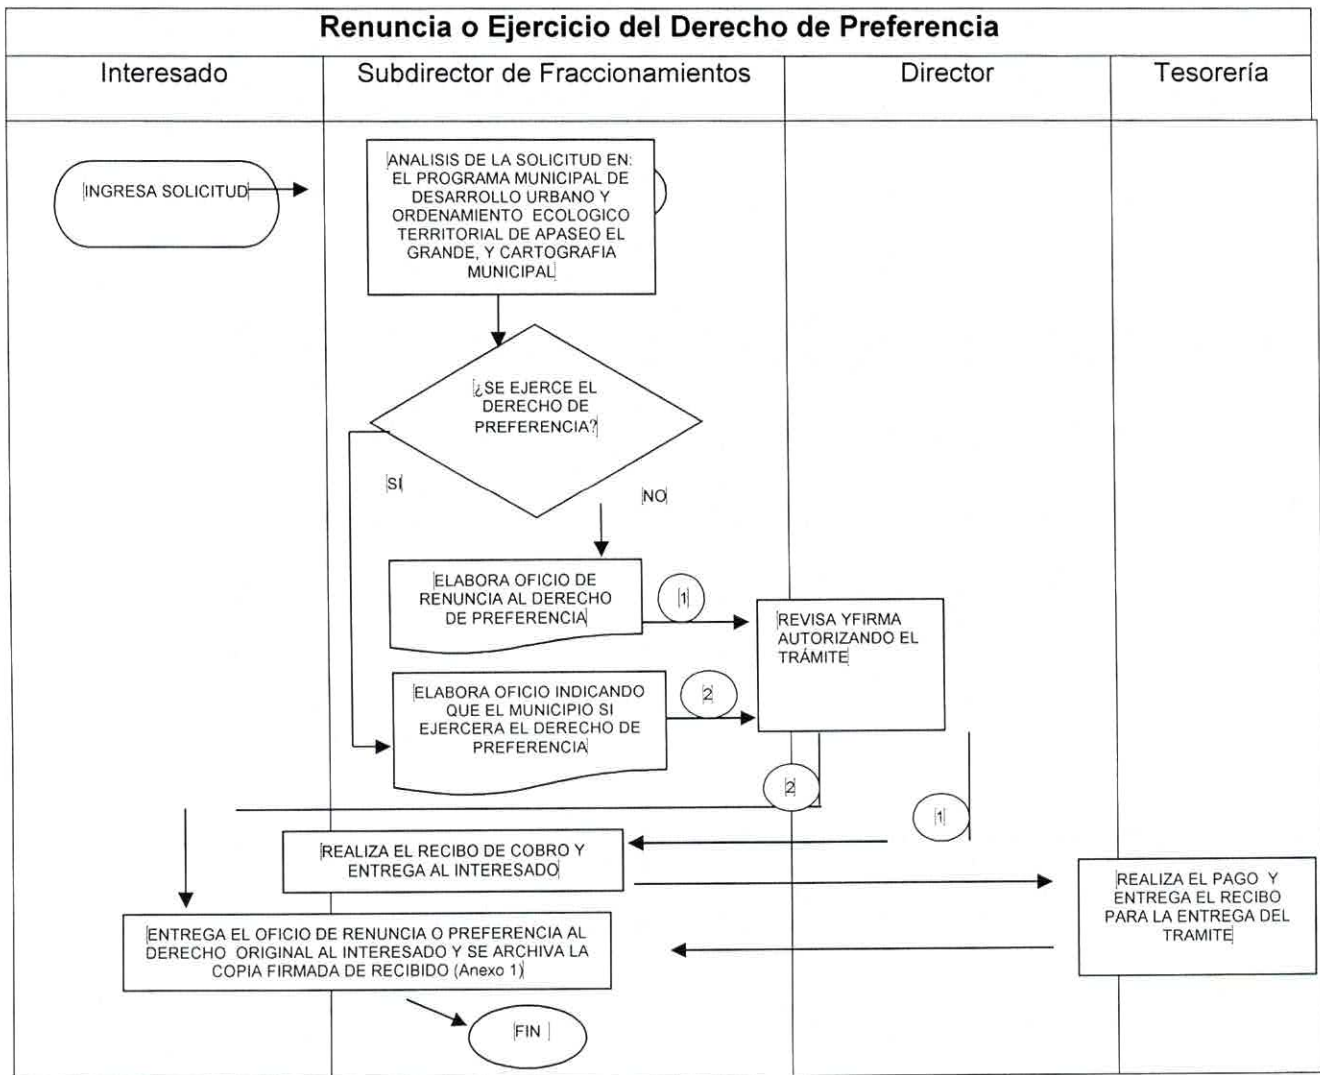 Renuncia o Ejercicio del Derecho de Preferencia
Interesado
Subdirector de Fraccionamientos
Director
Tesorería
INGRESA SOLICITUD
ANALISIS DE LA SOLICITUD EN:
EL PROGRAMA MUNICIPAL DE
DESARROLLO URBANO Y
ORDENAMIENTO ECOLOGICO
TERRITORIAL DE APASEO EL
GRANDE, Y CARTOGRAFIA
MUNICIPAL
¿SE EJERCE EL
DERECHO DE
PREFERENCIA?
SI
NO
ELABORA OFICIO DE
RENUNCIA AL DERECHO
DE PREFERENCIA
1
REVISA YFIRMA
AUTORIZANDO EL
TRÁMITE
ELABORA OFICIO INDICANDO
QUE EL MUNICIPIO SI
EJERCERA EL DERECHO DE
PREFERENCIA
2
2
1
REALIZA EL RECIBO DE COBRO Y
ENTREGA AL INTERESADO
REALIZA EL PAGO Y
ENTREGA EL RECIBO
PARA LA ENTREGA DEL
TRAMITE
ENTREGA EL OFICIO DE RENUNCIA O PREFERENCIA AL
DERECHO ORIGINAL AL INTERESADO Y SE ARCHIVA LA
COPIA FIRMADA DE RECIBIDO (Anexo 1)
FIN